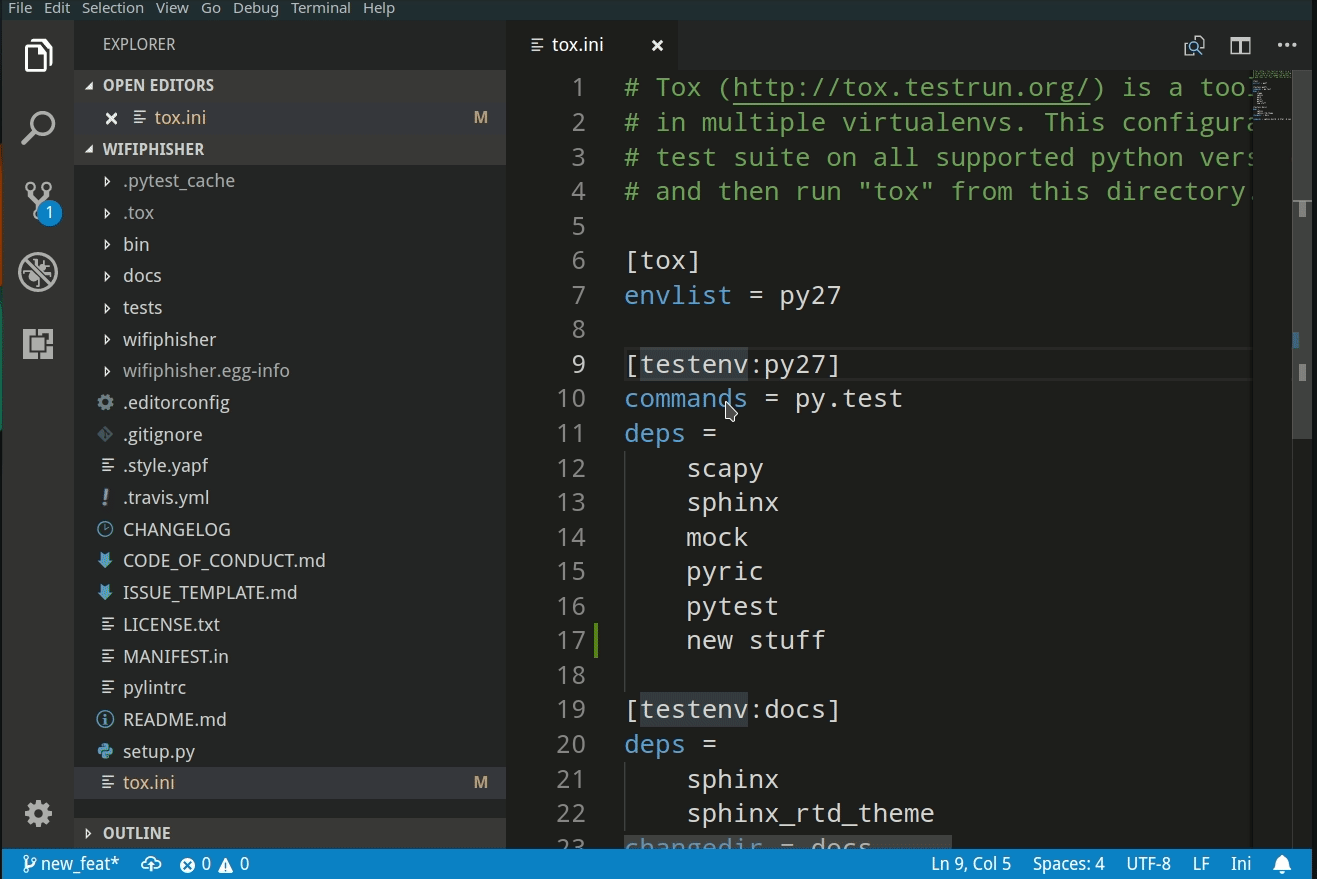 File Edit Selection View Go Debug Terminal Help
EXPLORER
OPEN EDITORS
tox.ini M
WIFIPHISHER
.pytest_cache
.tox
bin
docs
tests
wifiphisher
wifiphisher.egg-info
.editorconfig
.gitignore
.style.yapf
.travis.yml
CHANGELOG
CODE_OF_CONDUCT.md
ISSUE_TEMPLATE.md
LICENSE.txt
MANIFEST.in
pylintrc
README.md
setup.py
tox.ini M
OUTLINE
1
tox.ini
1 # Tox (http://tox.testrun.org/) is a too
2 # in multiple virtualenvs. This configura
3 # test suite on all supported python vers
4 # and then run "tox" from this directory.
5
6 [tox]
7 envlist = py27
8
9 [testenv:py27]
10 commands = py.test
11 deps =
12 scapy
13 sphinx
14 mock
15 pyric
16 pytest
17 new stuff
18
19 [testenv:docs]
20 deps =
21 sphinx
22 sphinx_rtd_theme
23 changedir = docs
new_feat* 0 0 Ln 9, Col 5 Spaces: 4 UTF-8 LF Ini